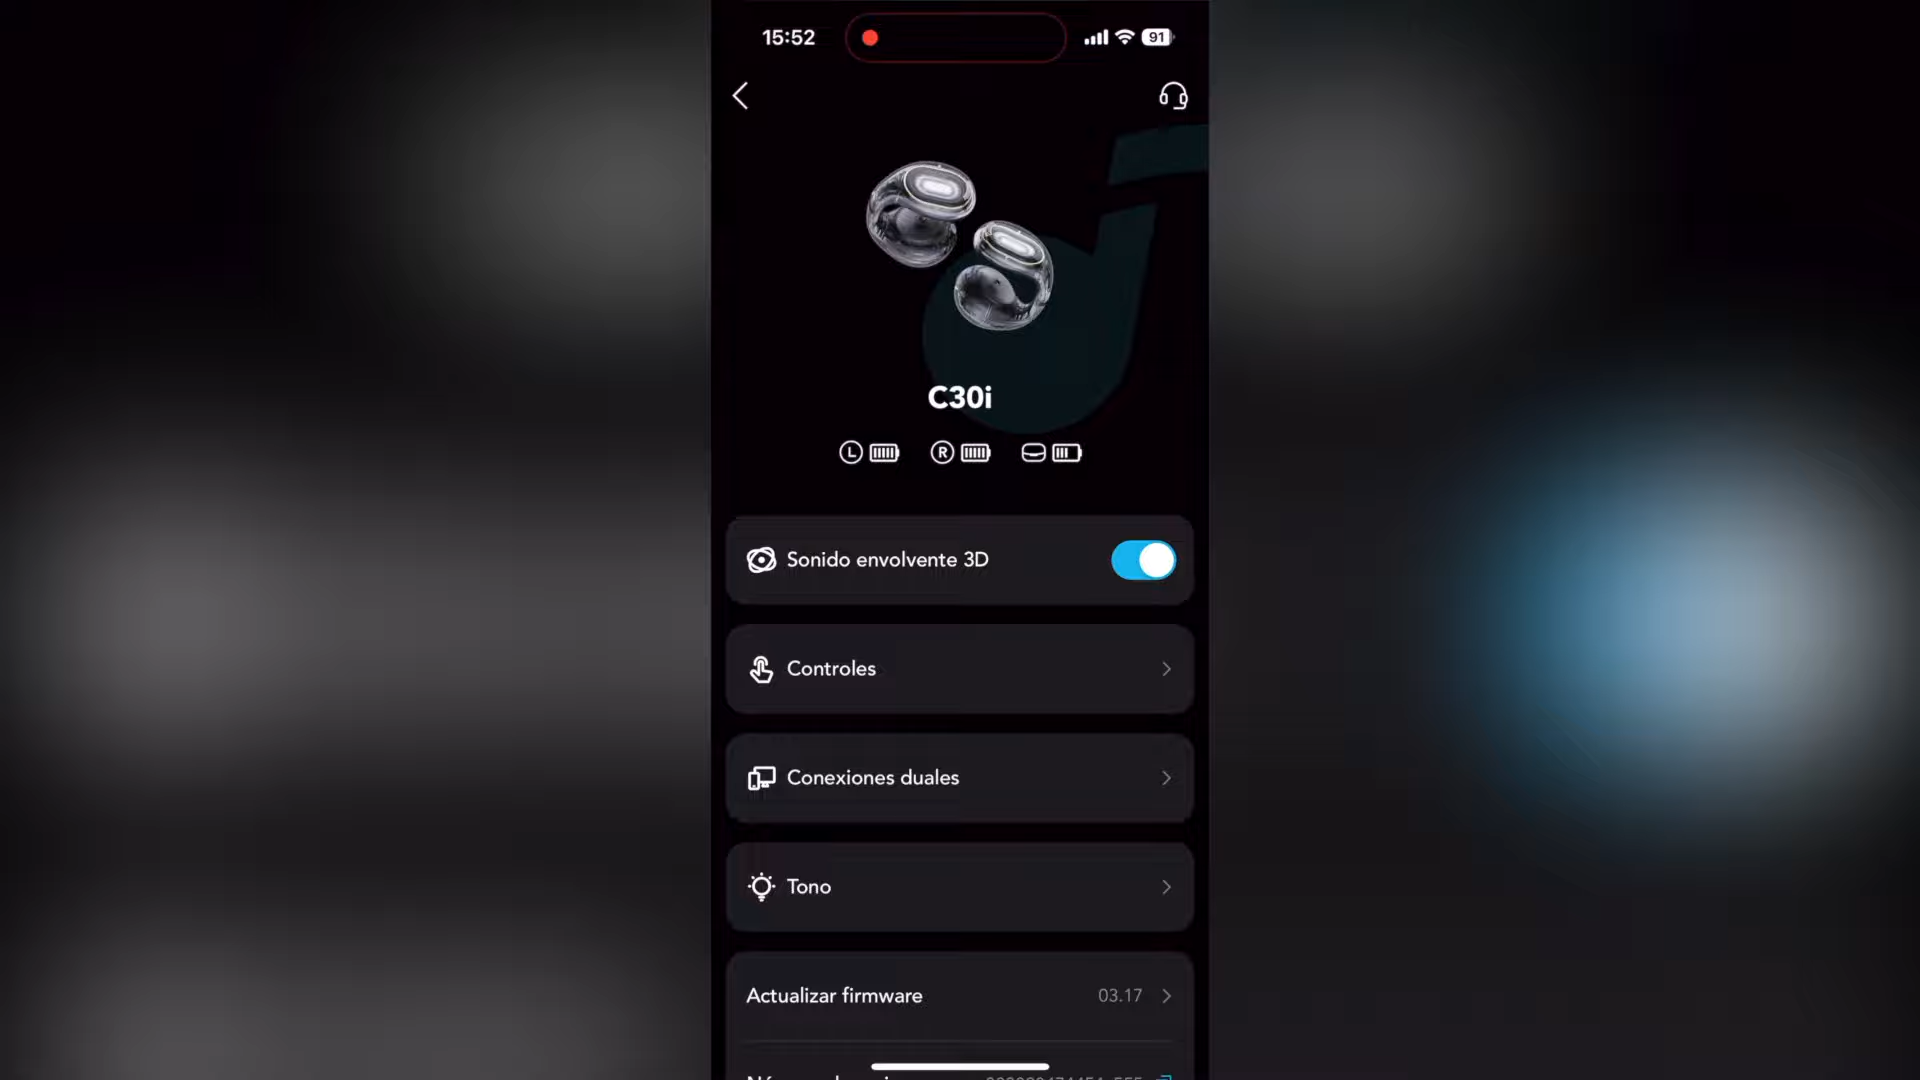 15:52
91
C30i
L
R
Sonido envolvente 3D
Controles
Conexiones duales
Tono
Actualizar firmware 03.17